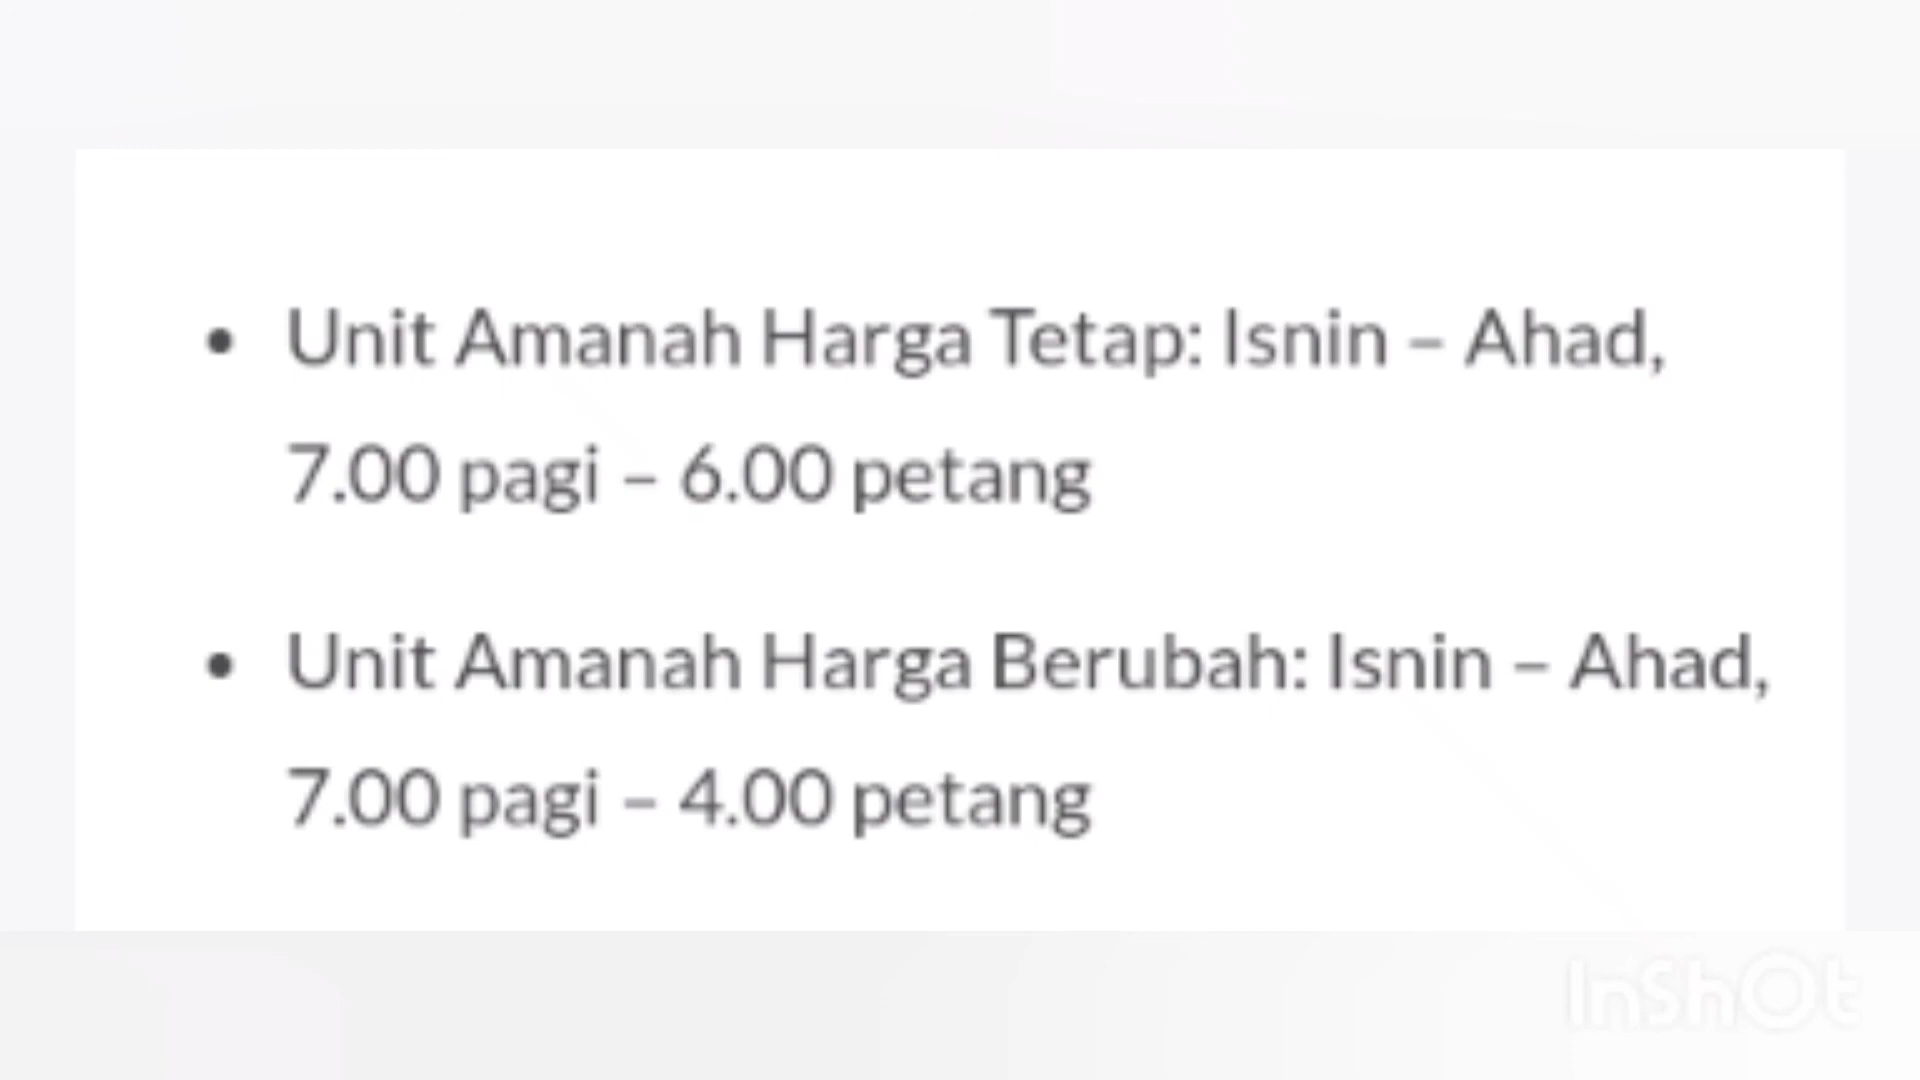 • Unit Amanah Harga Tetap: Isnin – Ahad,
7.00 pagi – 6.00 petang
• Unit Amanah Harga Berubah: Isnin – Ahad,
7.00 pagi – 4.00 petang
InShOt